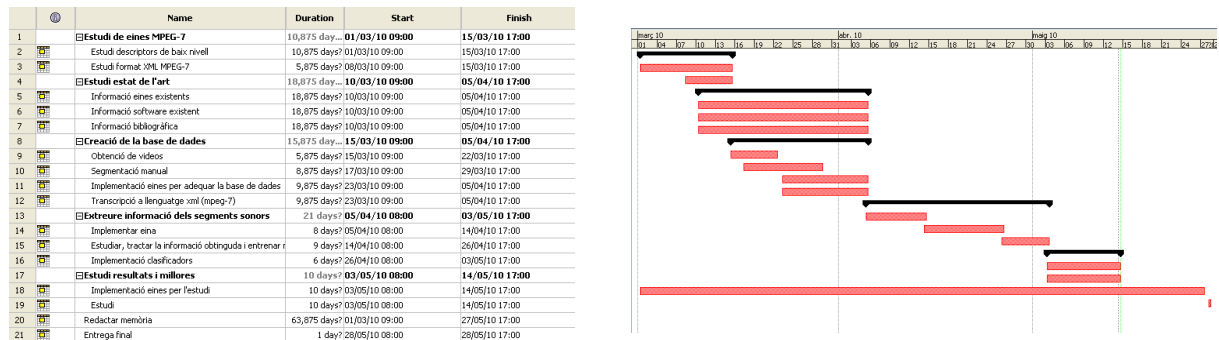 Name Duration Start Finish
1 Estudi de eines MPEG-7 10,875 day... 01/03/10 09:00 15/03/10 17:00
2 Estudi descriptors de baix nivell 10,875 days? 01/03/10 09:00 15/03/10 17:00
3 Estudi format XML MPEG-7 5,875 days? 08/03/10 09:00 15/03/10 17:00
4 Estudi estat de l'art 18,875 day... 10/03/10 09:00 05/04/10 17:00
5 Informació eines existents 18,875 days? 10/03/10 09:00 05/04/10 17:00
6 Informació software existent 18,875 days? 10/03/10 09:00 05/04/10 17:00
7 Informació bibliogràfica 18,875 days? 10/03/10 09:00 05/04/10 17:00
8 Creació de la base de dades 15,875 day... 15/03/10 09:00 05/04/10 17:00
9 Obtenció de videos 5,875 days? 15/03/10 09:00 22/03/10 17:00
10 Segmentació manual 8,875 days? 17/03/10 09:00 29/03/10 17:00
11 Implementació eines per adequar la base de dades 9,875 days? 23/03/10 09:00 05/04/10 17:00
12 Transcripció a llenguatge xml (mpeg-7) 9,875 days? 23/03/10 09:00 05/04/10 17:00
13 Extreure informació dels segments sonors 21 days? 05/04/10 08:00 03/05/10 17:00
14 Implementar eina 8 days? 05/04/10 08:00 14/04/10 17:00
15 Estudiar, tractar la informació obtinguda i entrenar r 9 days? 14/04/10 08:00 26/04/10 17:00
16 Implementació clasificadors 6 days? 26/04/10 08:00 03/05/10 17:00
17 Estudi resultats i millores 10 days? 03/05/10 08:00 14/05/10 17:00
18 Implementació eines per l'estudi 10 days? 03/05/10 08:00 14/05/10 17:00
19 Estudi 10 days? 03/05/10 08:00 14/05/10 17:00
20 Redactar memòria 63,875 days? 01/03/10 09:00 27/05/10 17:00
21 Entrega final 1 day? 28/05/10 08:00 28/05/10 17:00
març 10 abr. 10 maig 10
01 04 07 10 13 16 19 22 25 28 31 03 06 09 12 15 18 21 24 27 30 03 06 09 12 15 18 21 24